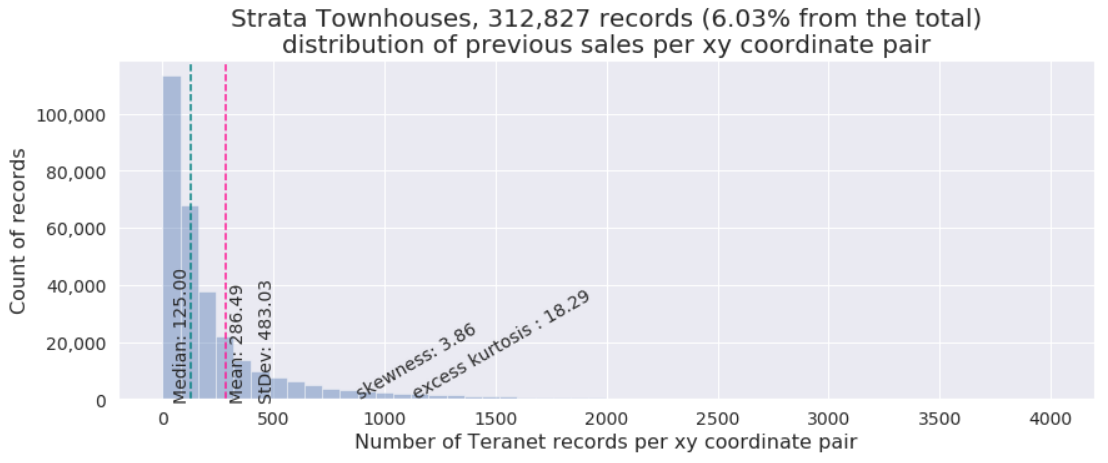 Strata Townhouses, 312,827 records (6.03% from the total)
distribution of previous sales per xy coordinate pair
Count of records
100,000
80,000
60,000
40,000
20,000
0
Median: 125.00
Mean: 286.49
StDev: 483.03
skewness: 3.86
excess kurtosis : 18.29
0 500 1000 1500 2000 2500 3000 3500 4000
Number of Teranet records per xy coordinate pair